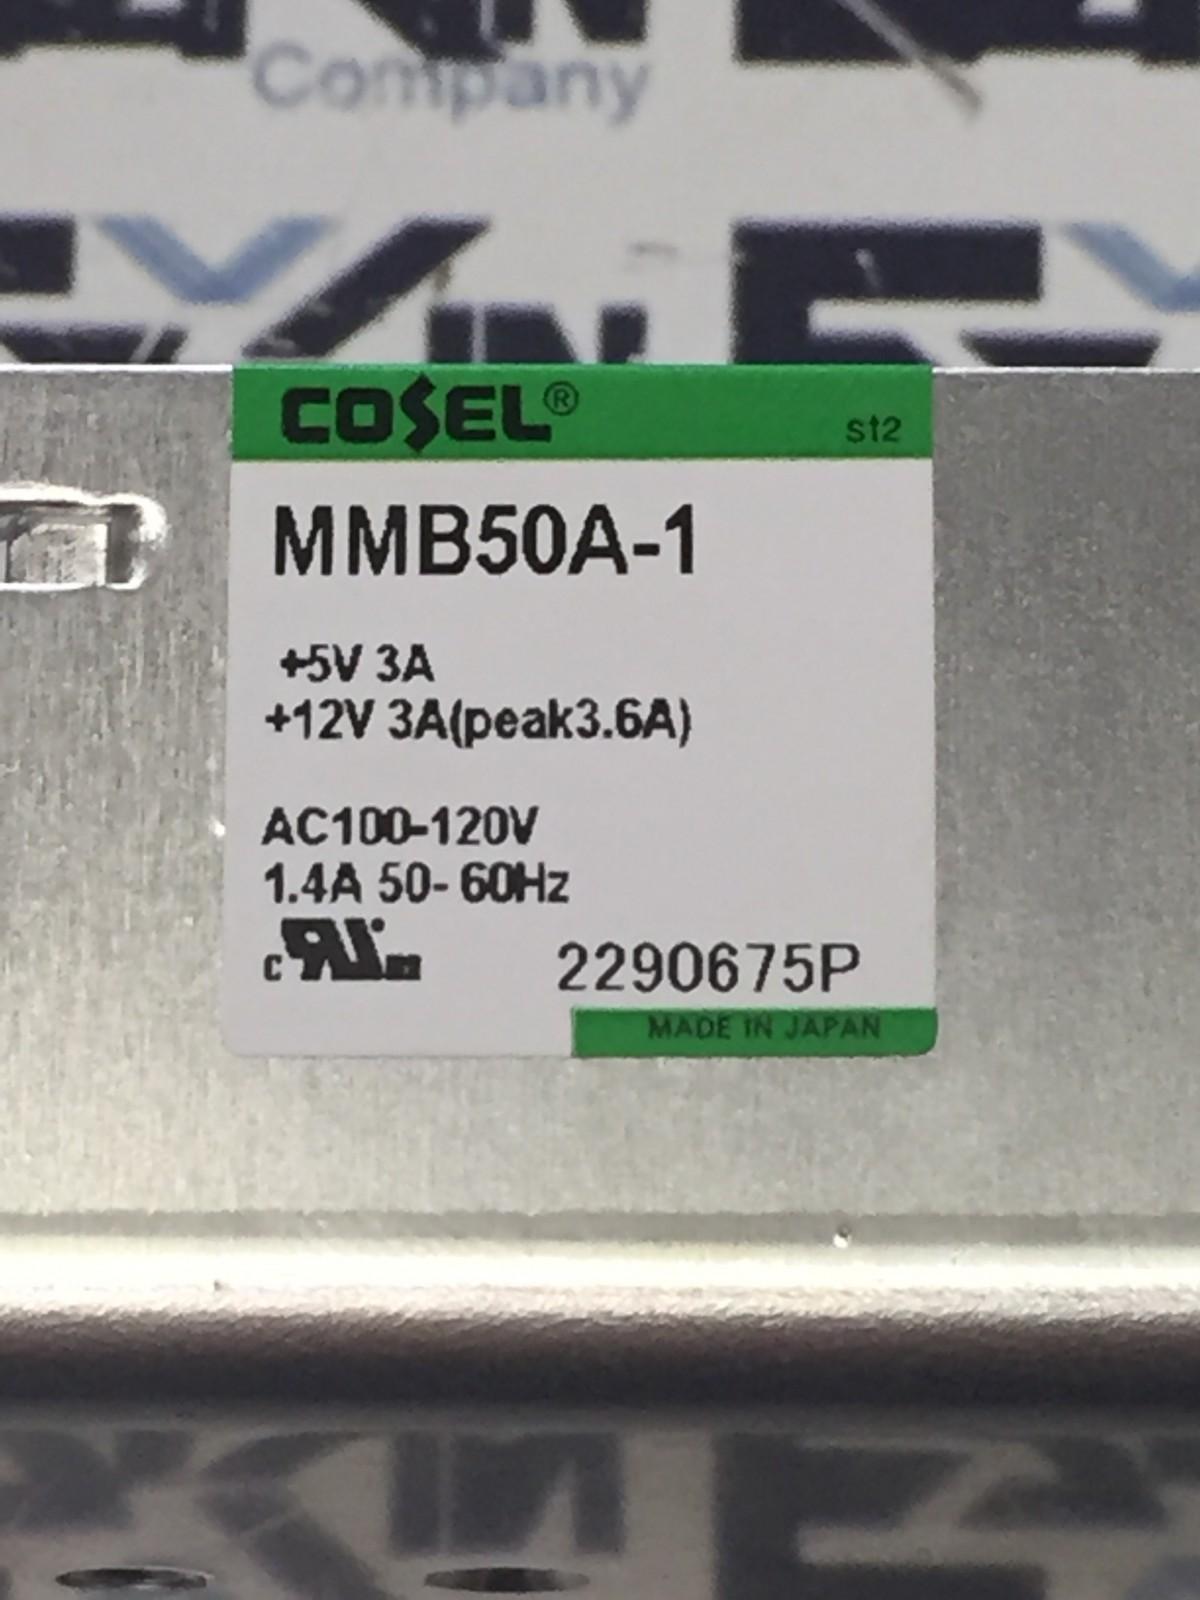 Company
COSEL®
st2
MMB50A-1
+5V 3A
+12V 3A(peak3.6A)
AC100-120V
1.4A 50- 60Hz
c
2290675P
MADE IN JAPAN